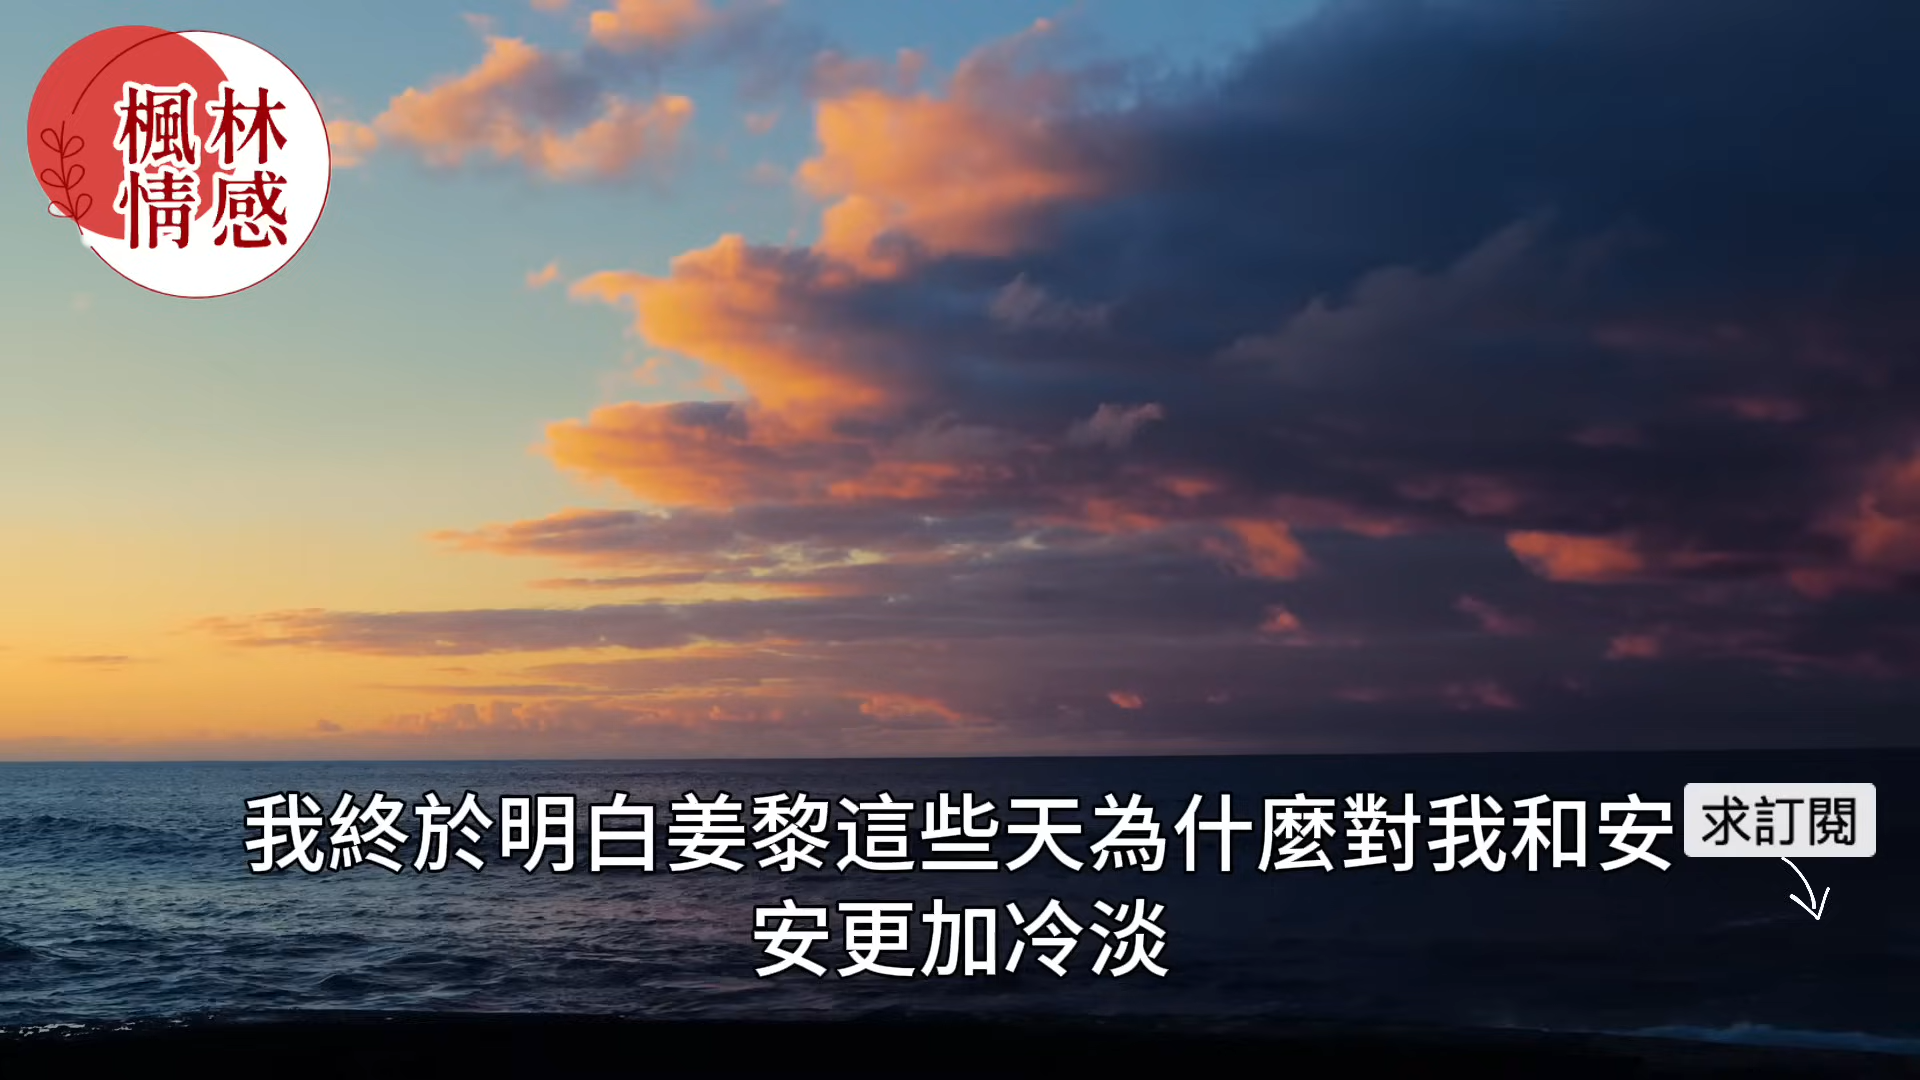 楓林
情感
我終於明白姜黎這些天為什麼對我和安
安更加冷淡
求訂閱